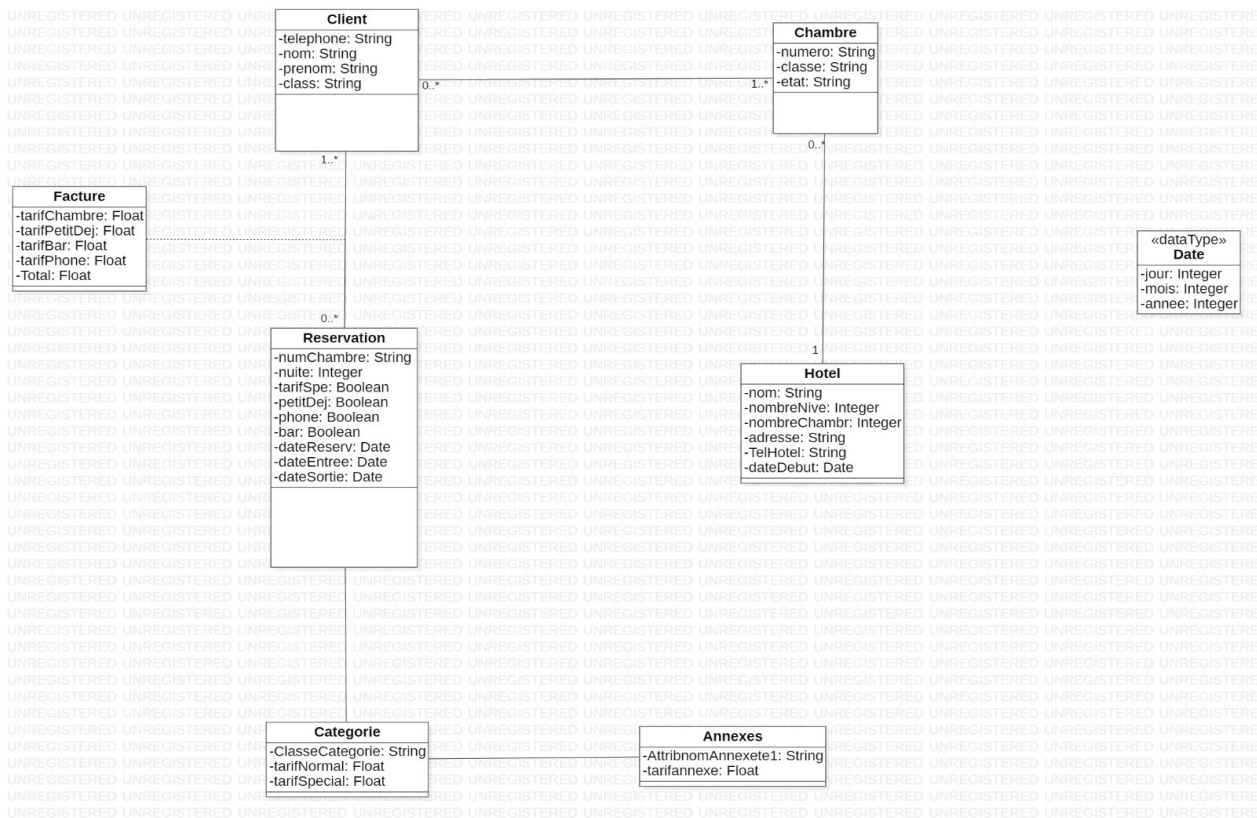 Client
-telephone: String
-nom: String
-prenom: String
-class: String
0..*
1..*
Chambre
-numero: String
-classe: String
-etat: String
1..*
0..*
Facture
-tarifChambre: Float
-tarifPetitDej: Float
-tarifBar: Float
-tarifPhone: Float
-Total: Float
«dataType»
Date
-jour: Integer
-mois: Integer
-annee: Integer
0..*
1
Reservation
-numChambre: String
-nuite: Integer
-tarifSpe: Boolean
-petitDej: Boolean
-phone: Boolean
-bar: Boolean
-dateReserv: Date
-dateEntree: Date
-dateSortie: Date
Hotel
-nom: String
-nombreNive: Integer
-nombreChambr: Integer
-adresse: String
-TelHotel: String
-dateDebut: Date
Categorie
-ClasseCategorie: String
-tarifNormal: Float
-tarifSpecial: Float
Annexes
-AttribnomAnnexete1: String
-tarifannexe: Float
UNREGISTERED